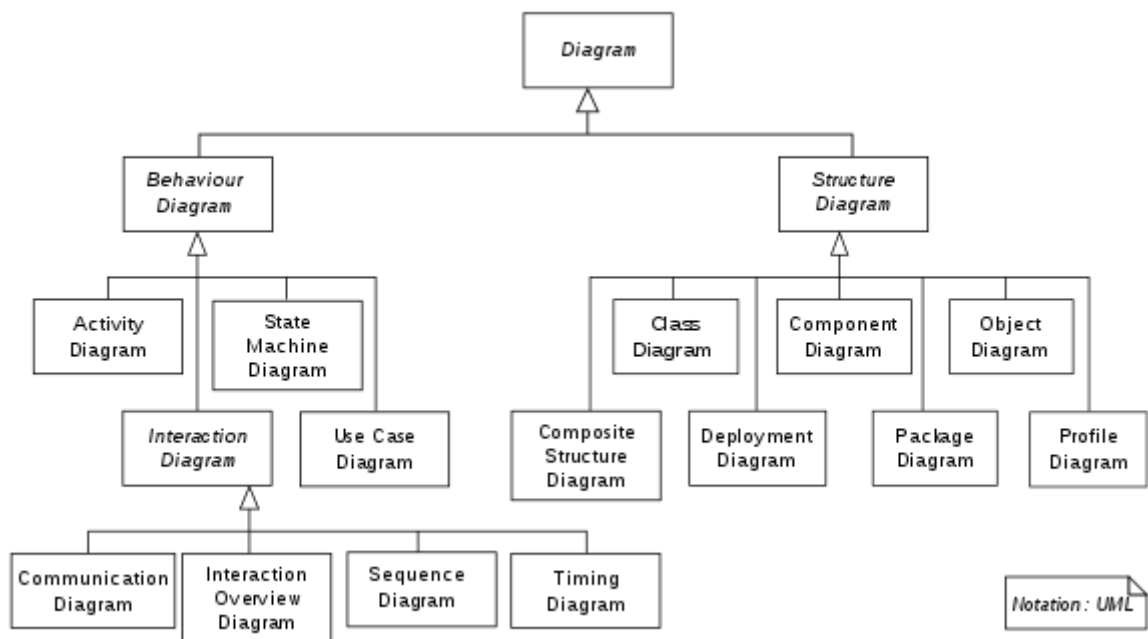 Diagram
Behaviour
Diagram
Structure
Diagram
Activity
Diagram
State
Machine
Diagram
Class
Diagram
Component
Diagram
Object
Diagram
Interaction
Diagram
Use Case
Diagram
Composite
Structure
Diagram
Deployment
Diagram
Package
Diagram
Profile
Diagram
Communication
Diagram
Interaction
Overview
Diagram
Sequence
Diagram
Timing
Diagram
Notation : UML